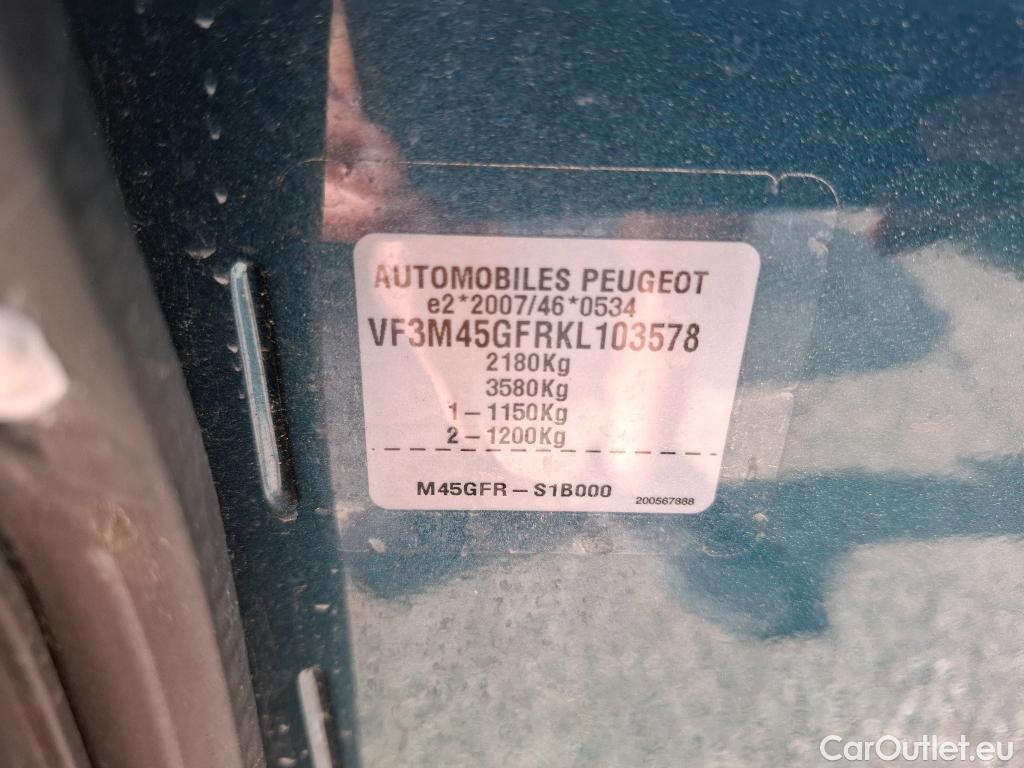 AUTOMOBILES PEUGEOT
e2*2007/46*0534
VF3M45GFRKL103578
2180Kg
3580Kg
1-1150Kg
2-1200Kg
M45GFR-S1B000
200567888
CarOutlet.eu